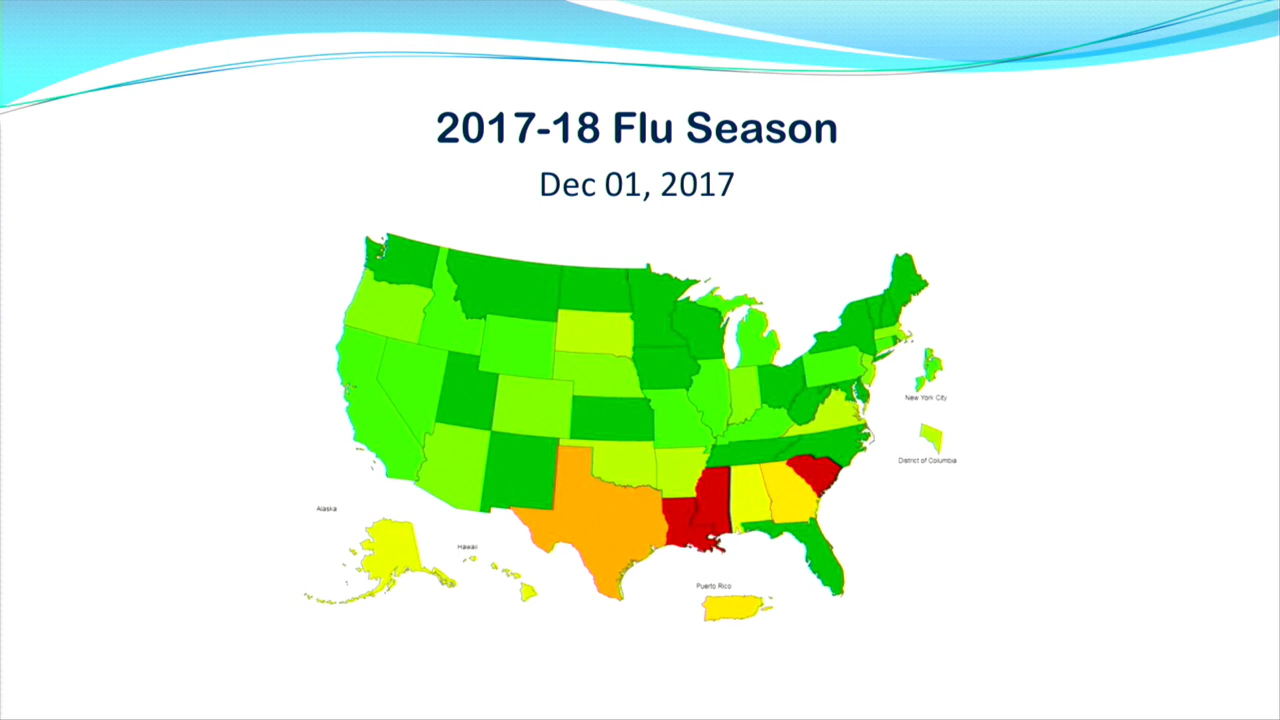 2017-18 Flu Season
Dec 01, 2017
New York City
District of Columbia
Alaska
Hawaii
Puerto Rico